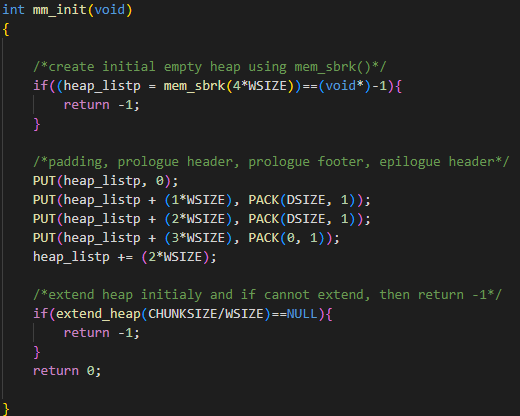 int mm_init(void)
{
/*create initial empty heap using mem_sbrk()*/
if((heap_listp = mem_sbrk(4*WSIZE))==(void*)-1){
return -1;
}
/*padding, prologue header, prologue footer, epilogue header*/
PUT(heap_listp, 0);
PUT(heap_listp + (1*WSIZE), PACK(DSIZE, 1));
PUT(heap_listp + (2*WSIZE), PACK(DSIZE, 1));
PUT(heap_listp + (3*WSIZE), PACK(0, 1));
heap_listp += (2*WSIZE);
/*extend heap initialy and if cannot extend, then return -1*/
if(extend_heap(CHUNKSIZE/WSIZE)==NULL){
return -1;
}
return 0;
}